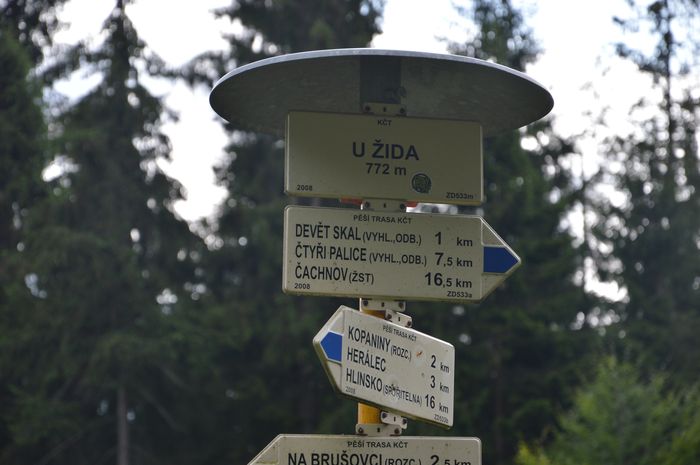 KČT
U ŽIDA
772 m
2008 ZD533m
PĚŠÍ TRASA KČT
DEVĚT SKAL (VYHL., ODB.) 1 km
ČTYŘI PALICE (VYHL., ODB.) 7,5 km
ČACHNOV (ŽST) 16,5 km
2008 ZD533a
PĚŠÍ TRASA KČT
KOPANINY (ROZC.) 2 km
HERÁLEC 3 km
HLINSKO (SPOŘITELNA) 16 km
2008 ZD533b
PĚŠÍ TRASA KČT
NA BRUŠOVCI (ROZC.) 2,5 km